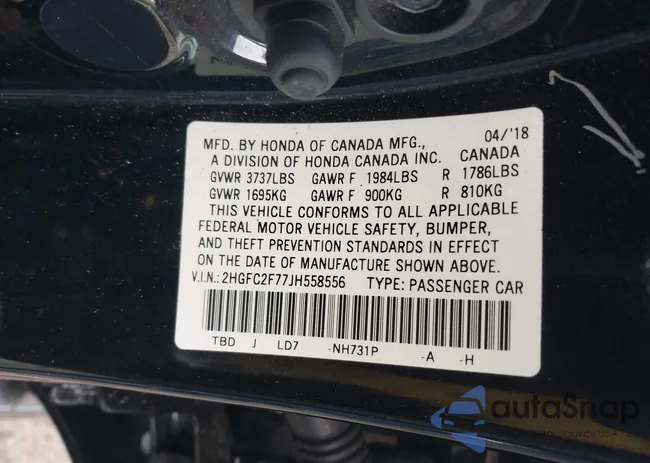 MFD. BY HONDA OF CANADA MFG., 04/'18
A DIVISION OF HONDA CANADA INC. CANADA
GVWR 3737LBS GAWR F 1984LBS R 1786LBS
GVWR 1695KG GAWR F 900KG R 810KG
THIS VEHICLE CONFORMS TO ALL APPLICABLE
FEDERAL MOTOR VEHICLE SAFETY, BUMPER,
AND THEFT PREVENTION STANDARDS IN EFFECT
ON THE DATE OF MANUFACTURE SHOWN ABOVE.
V.I.N.: 2HGFC2F77JH558556 TYPE: PASSENGER CAR
TBD J LD7 -NH731P -A -H
autoSnap